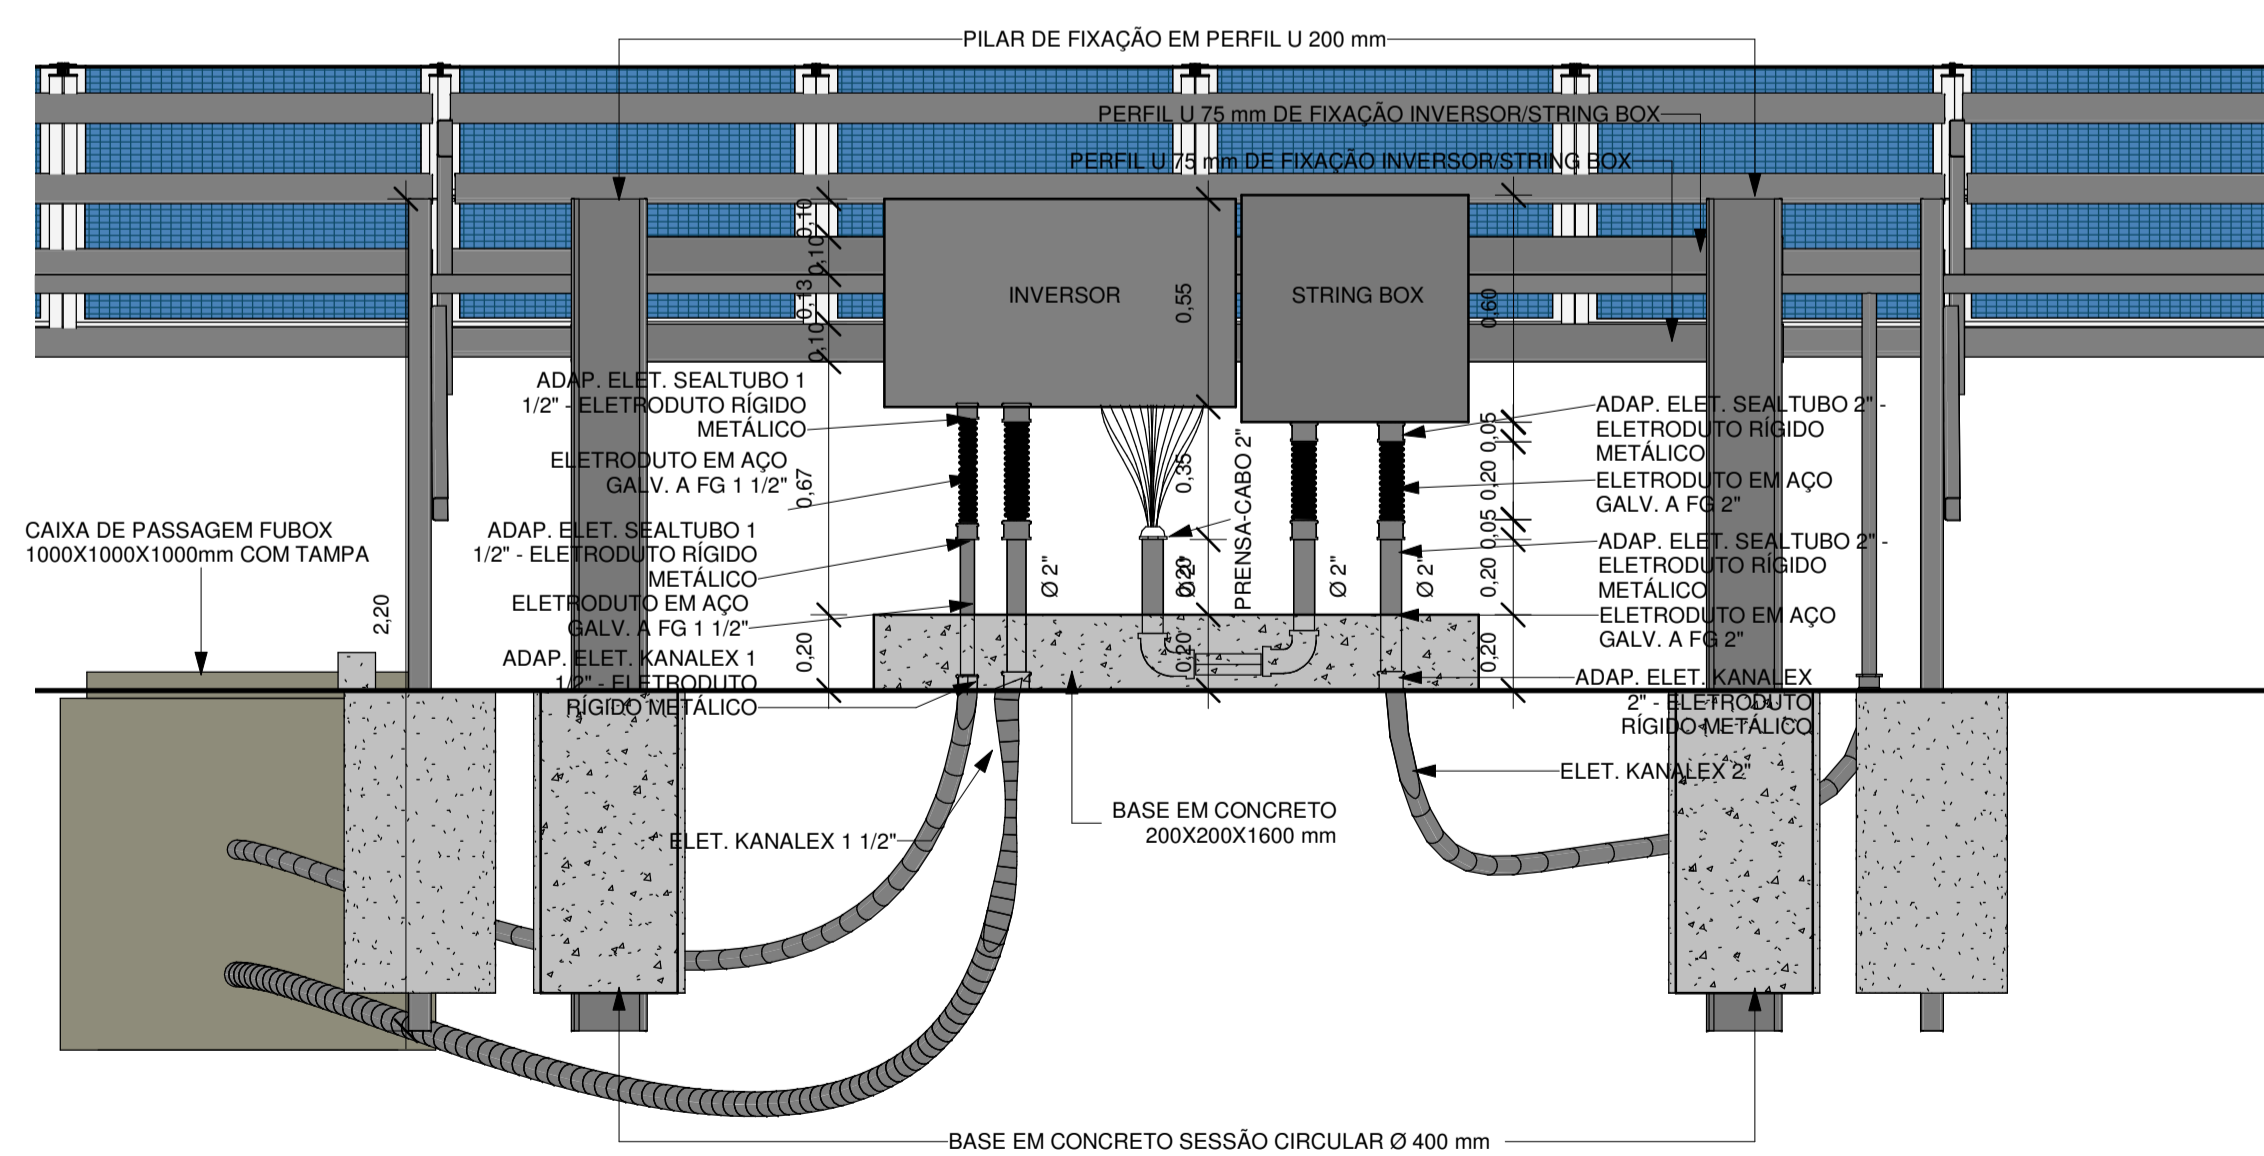 PILAR DE FIXAÇÃO EM PERFIL U 200 mm
PERFIL U 75 mm DE FIXAÇÃO INVERSOR/STRING BOX
PERFIL U 75 mm DE FIXAÇÃO INVERSOR/STRING BOX
0,10
0,10
0,13
0,10
INVERSOR
0,55
STRING BOX
0,60
ADAP. ELET. SEALTUBO 1
1/2" - ELETRODUTO RÍGIDO
METÁLICO
ELETRODUTO EM AÇO
GALV. A FG 1 1/2"
0,67
ADAP. ELET. SEALTUBO 1
1/2" - ELETRODUTO RÍGIDO
METÁLICO
ELETRODUTO EM AÇO
GALV. A FG 1 1/2"
ADAP. ELET. KANALEX 1
1/2" - ELETRODUTO
RÍGIDO METÁLICO
0,20
CAIXA DE PASSAGEM FUBOX
1000X1000X1000mm COM TAMPA
2,20
Ø 2"
0,35
0,20
Ø 2"
0,20
PRENSA-CABO 2"
Ø 2"
Ø 2"
0,05
0,20
0,05
0,20
0,20
ADAP. ELET. SEALTUBO 2" -
ELETRODUTO RÍGIDO
METÁLICO
ELETRODUTO EM AÇO
GALV. A FG 2"
ADAP. ELET. SEALTUBO 2" -
ELETRODUTO RÍGIDO
METÁLICO
ELETRODUTO EM AÇO
GALV. A FG 2"
ADAP. ELET. KANALEX
2" - ELETRODUTO
RÍGIDO METÁLICO
ELET. KANALEX 2"
ELET. KANALEX 1 1/2"
BASE EM CONCRETO
200X200X1600 mm
BASE EM CONCRETO SESSÃO CIRCULAR Ø 400 mm